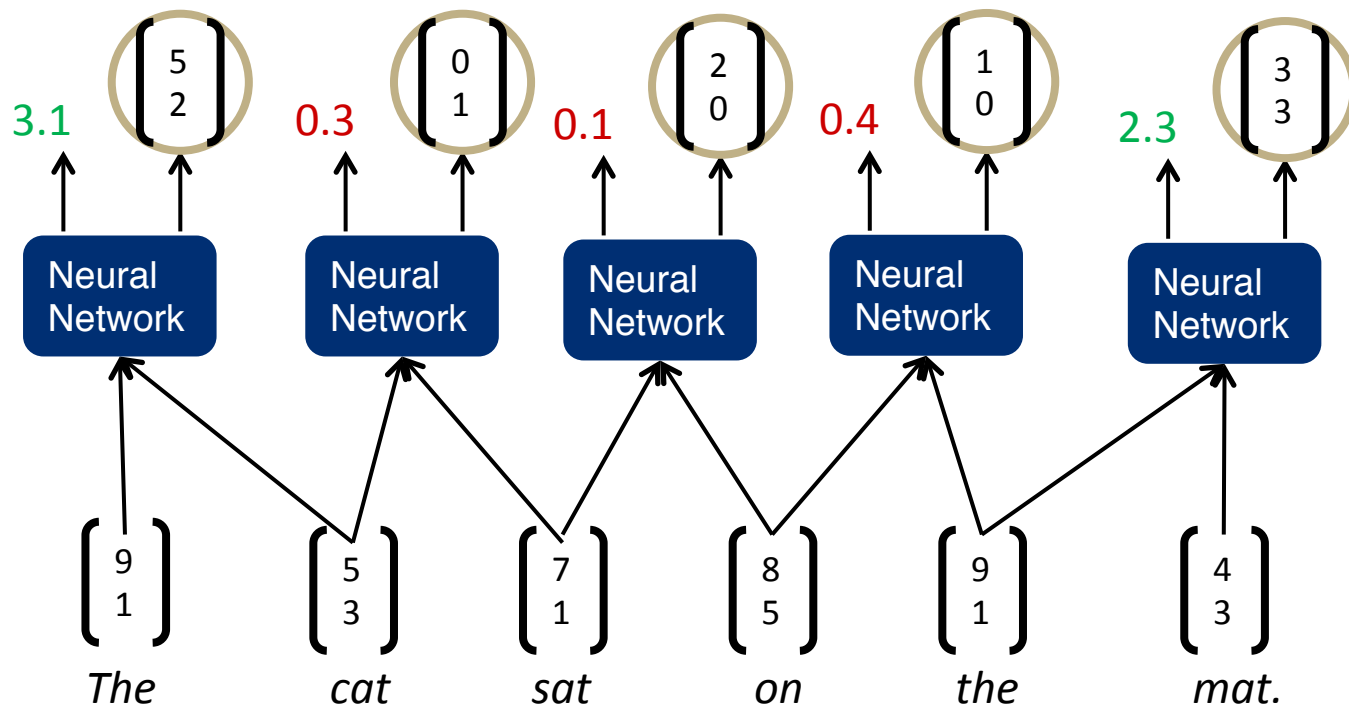 5 0 2 1 3
2 1 0 0 3
3.1 0.3 0.1 0.4 2.3
Neural Neural Neural Neural Neural
Network Network Network Network Network
9 5 7 8 9 4
1 3 1 5 1 3
The cat sat on the mat.